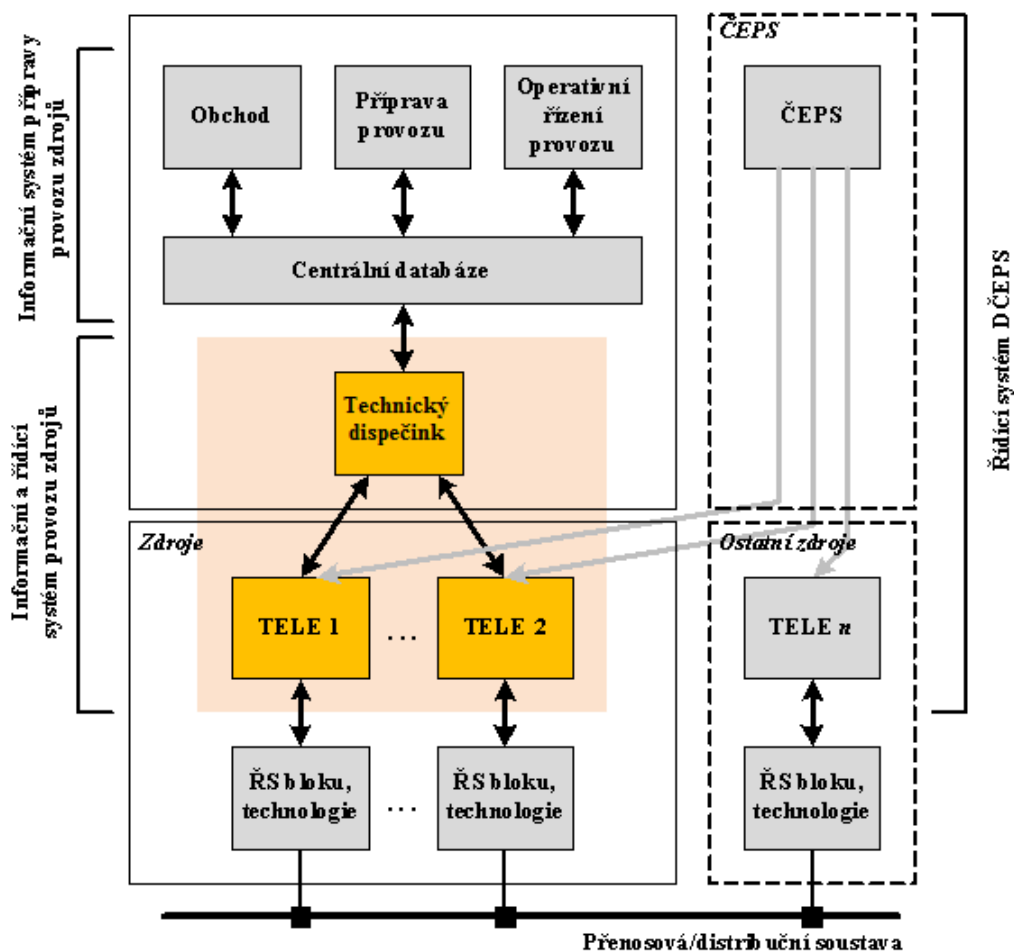 Informační systém přípravy
provozu zdrojů
Informační a řídící
systém provozu zdrojů
Obchod
Příprava
provozu
Operativní
řízení
provozu
Centrální databáze
Technický
dispečink
Zdroje
TELE 1
...
TELE 2
ŘS bloku,
technologie
...
ŘS bloku,
technologie
ČEPS
ČEPS
Ostatní zdroje
TELE n
ŘS bloku,
technologie
Řídící systém DČEPS
Přenosová/distribuční soustava